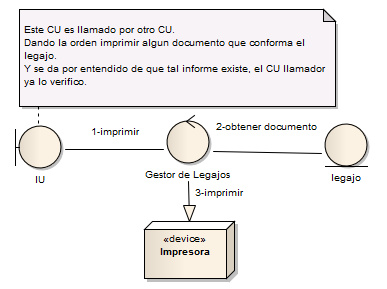 Este CU es llamado por otro CU.
Dando la orden imprimir algun documento que conforma el
legajo.
Y se da por entendido de que tal informe existe, el CU llamador
ya lo verifico.
1-imprimir
2-obtener documento
IU
Gestor de Legajos
legajo
3-imprimir
«device»
Impresora